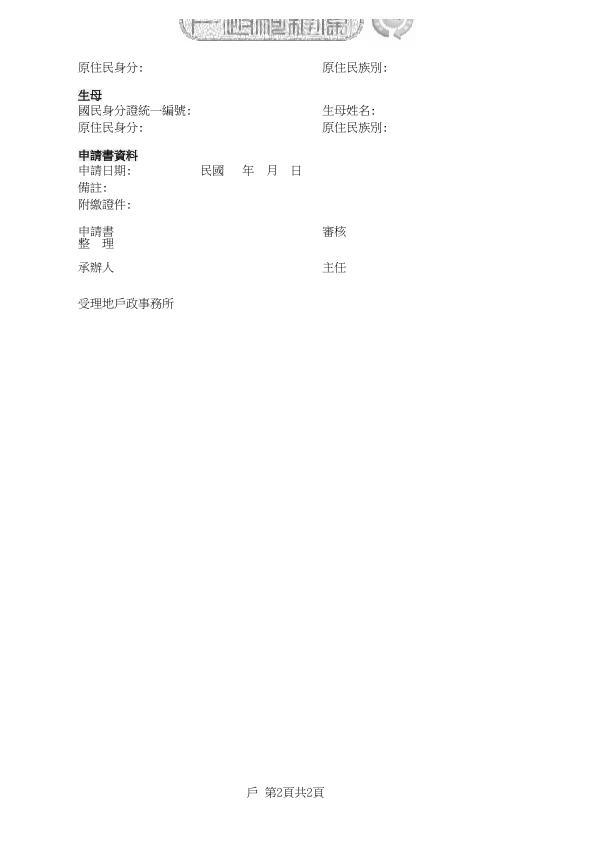 原住民身分: 原住民族別:
生母
國民身分證統一編號: 生母姓名:
原住民身分: 原住民族別:
申請書資料
申請日期: 民國 年 月 日
備註:
附繳證件:
申請書 審核
整 理
承辦人 主任
受理地戶政事務所
戶 第2頁共2頁